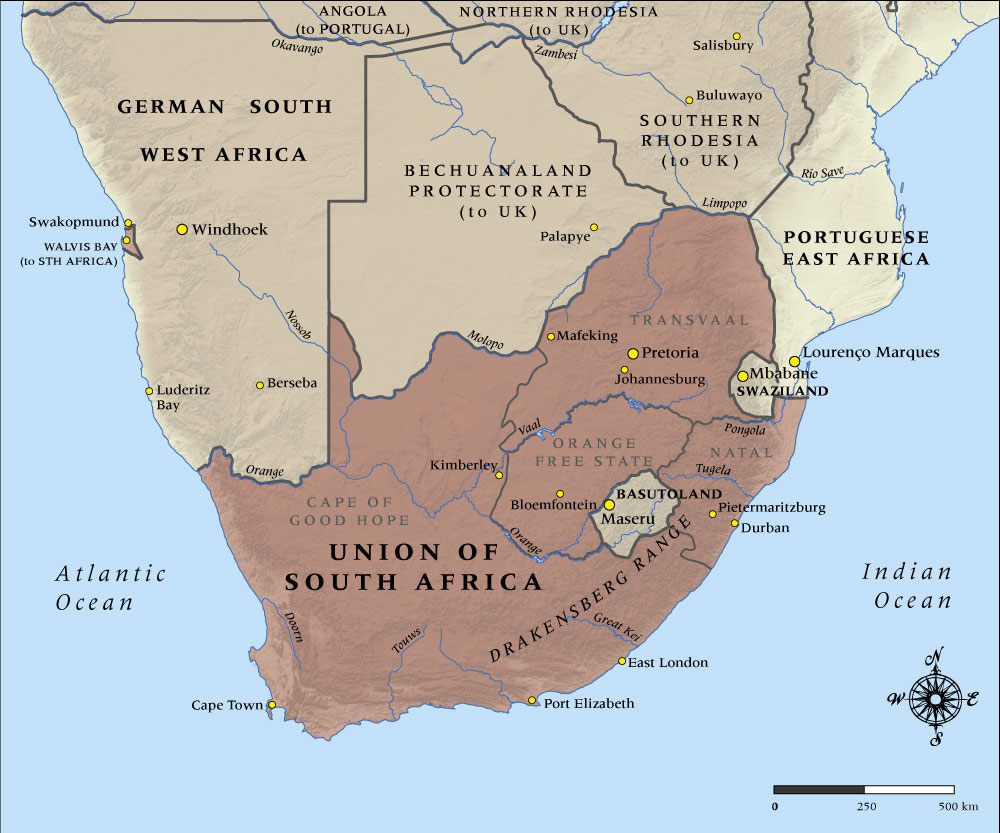 ANGOLA
(to PORTUGAL)
NORTHERN RHODESIA
(to UK)
Okavango
Zambesi
Salisbury
GERMAN SOUTH
WEST AFRICA
Buluwayo
SOUTHERN
RHODESIA
(to UK)
BECHUANALAND
PROTECTORATE
(to UK)
Rio Save
Limpopo
Swakopmund
WALVIS BAY
(to STH AFRICA)
Windhoek
Palapye
PORTUGUESE
EAST AFRICA
Nossob
Molopo
Mafeking
TRANSVAAL
Pretoria
Johannesburg
Lourenço Marques
Mbabane
SWAZILAND
Luderitz
Bay
Berseba
Vaal
Pongola
ORANGE
FREE STATE
NATAL
Tugela
Orange
Kimberley
Bloemfontein
BASUTOLAND
Maseru
Pietermaritzburg
Durban
CAPE OF
GOOD HOPE
Orange
UNION OF
SOUTH AFRICA
DRAKENSBERG RANGE
Atlantic
Ocean
Indian
Ocean
Doorn
Touws
Great Kei
East London
Cape Town
Port Elizabeth
N
W
E
S
0
250
500 km